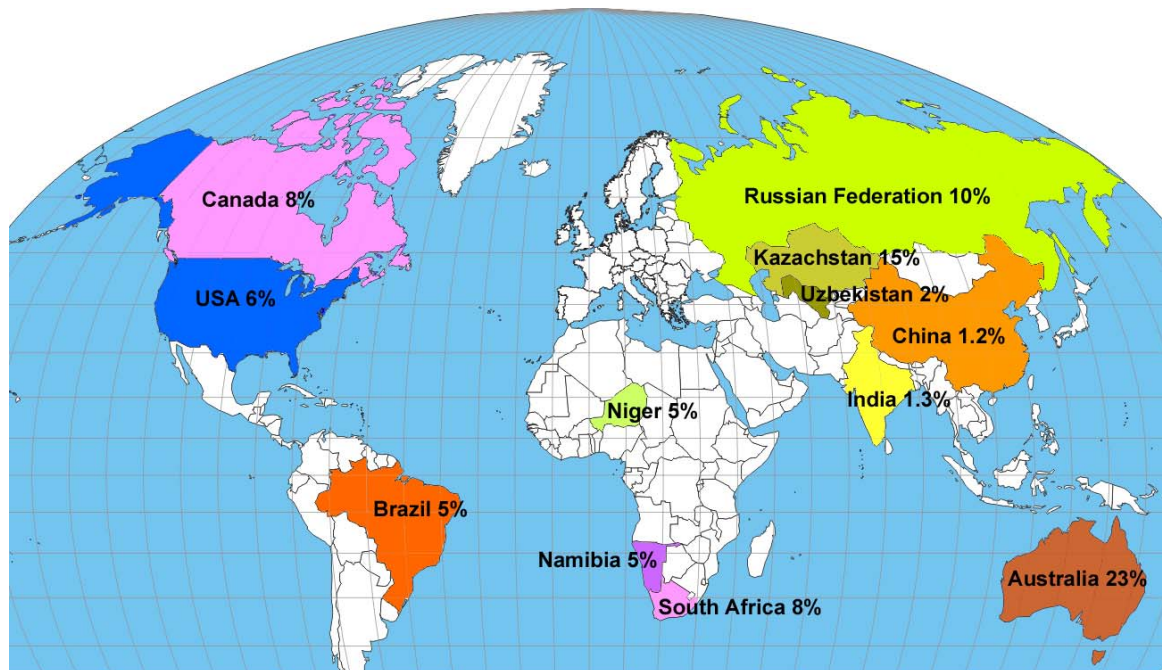 Canada 8%
Russian Federation 10%
Kazachstan 15%
USA 6%
Uzbekistan 2%
China 1.2%
India 1.3%
Niger 5%
Brazil 5%
Namibia 5%
Australia 23%
South Africa 8%